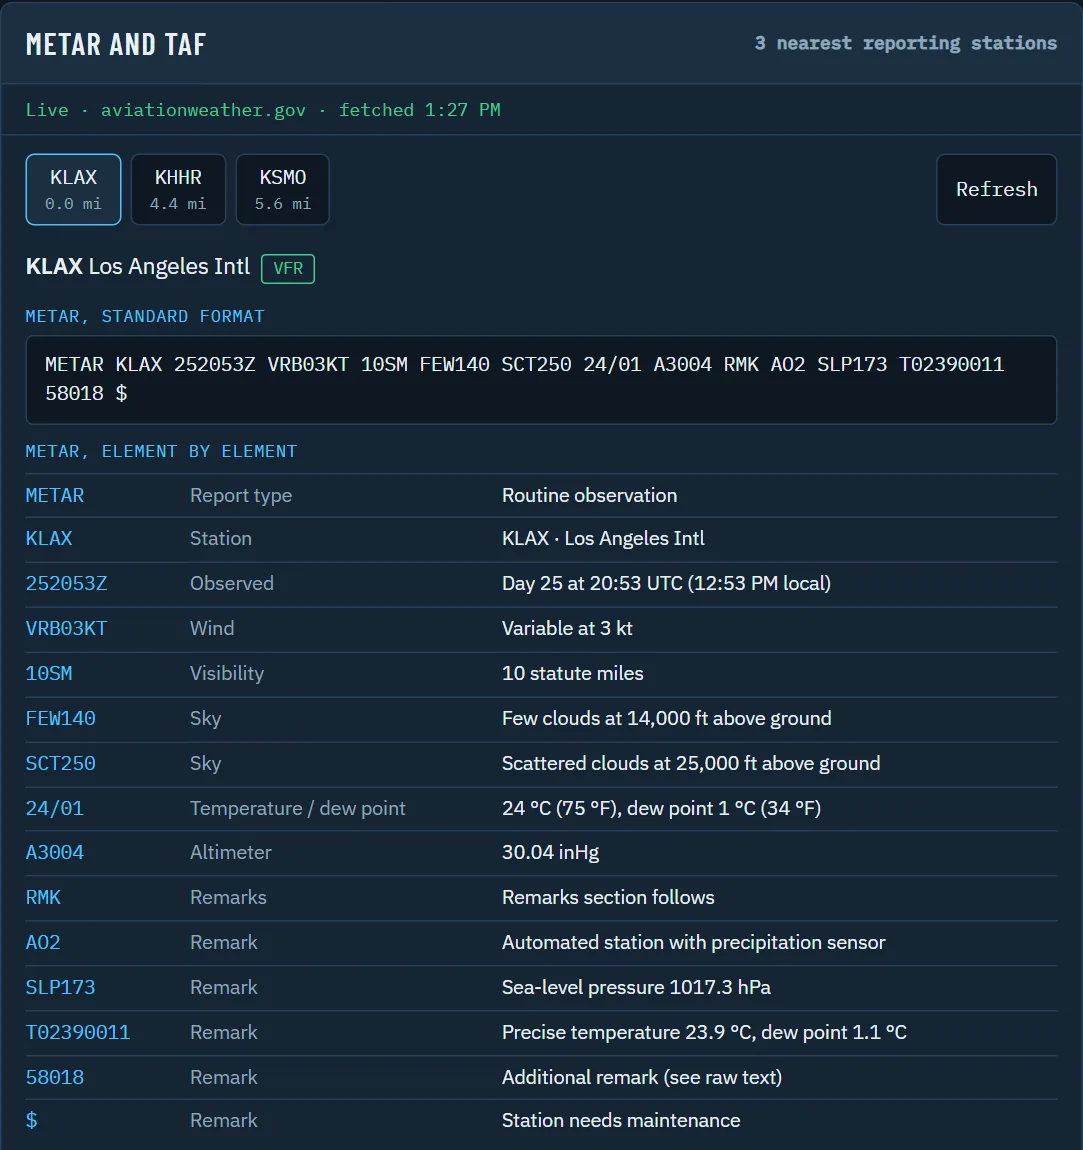 METAR AND TAF
3 nearest reporting stations
Live · aviationweather.gov · fetched 1:27 PM
KLAX
0.0 mi
KHHR
4.4 mi
KSMO
5.6 mi
Refresh
KLAX Los Angeles Intl VFR
METAR, STANDARD FORMAT
METAR KLAX 252053Z VRB03KT 10SM FEW140 SCT250 24/01 A3004 RMK AO2 SLP173 T02390011
58018 $
METAR, ELEMENT BY ELEMENT
METAR Report type Routine observation
KLAX Station KLAX · Los Angeles Intl
252053Z Observed Day 25 at 20:53 UTC (12:53 PM local)
VRB03KT Wind Variable at 3 kt
10SM Visibility 10 statute miles
FEW140 Sky Few clouds at 14,000 ft above ground
SCT250 Sky Scattered clouds at 25,000 ft above ground
24/01 Temperature / dew point 24 °C (75 °F), dew point 1 °C (34 °F)
A3004 Altimeter 30.04 inHg
RMK Remarks Remarks section follows
AO2 Remark Automated station with precipitation sensor
SLP173 Remark Sea-level pressure 1017.3 hPa
T02390011 Remark Precise temperature 23.9 °C, dew point 1.1 °C
58018 Remark Additional remark (see raw text)
$ Remark Station needs maintenance